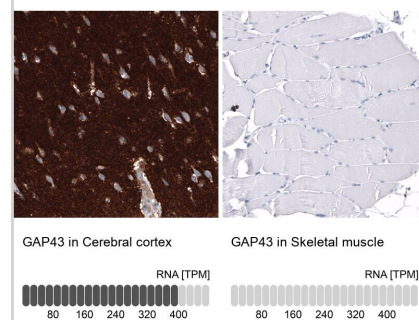 GAP43 in Cerebral cortex
GAP43 in Skeletal muscle
RNA [TPM]
RNA [TPM]
80 160 240 320 400
80 160 240 320 400